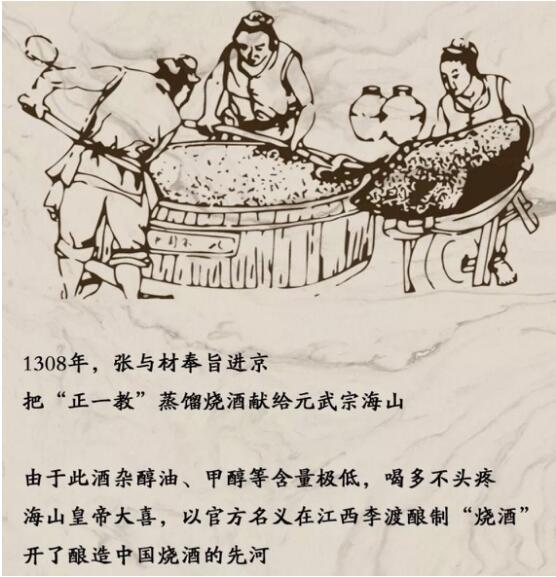 1308年，张与材奉旨进京
把“正一教”蒸馏烧酒献给元武宗海山
由于此酒杂醇油、甲醇等含量极低，喝多不头疼
海山皇帝大喜，以官方名义在江西李渡酿制“烧酒”
开了酿造中国烧酒的先河